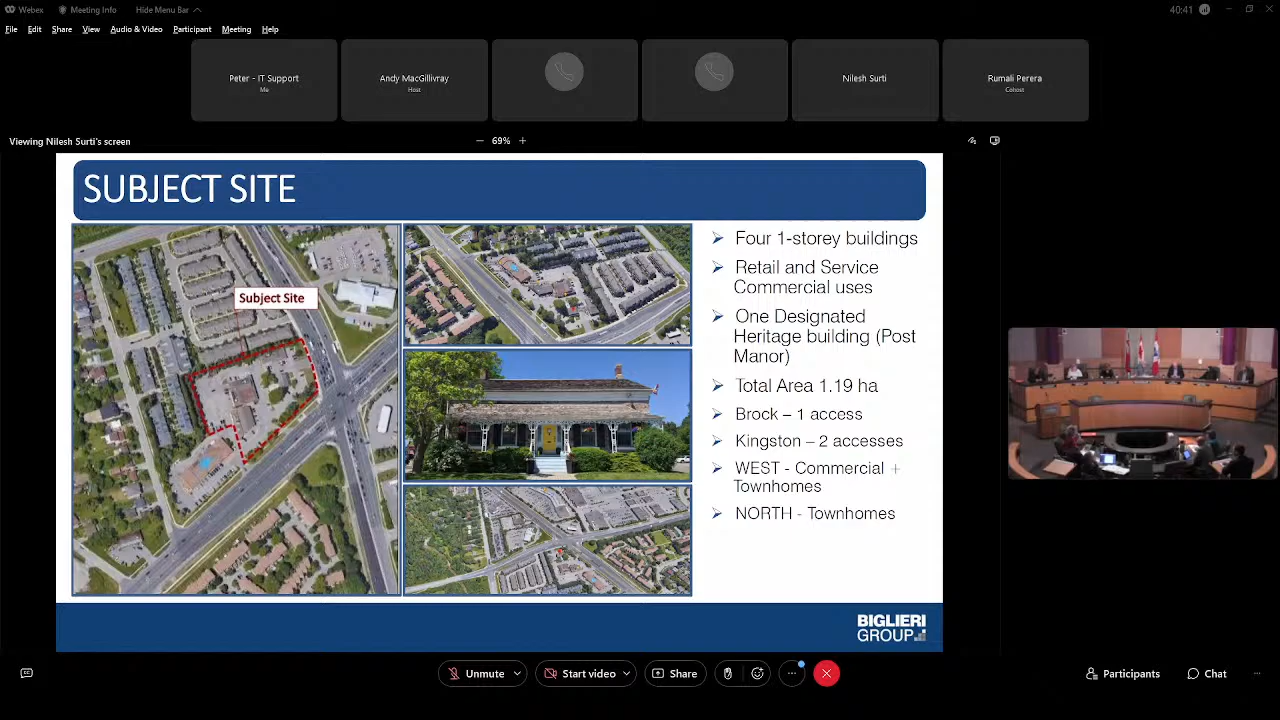 Webex
Meeting Info
Hide Menu Bar
40:41
File Edit Share View Audio & Video Participant Meeting Help
Peter - IT Support
Me
Andy MacGillivray
Host
Nilesh Surti
Rumali Perera
Cohost
Viewing Nilesh Surti's screen
69%
SUBJECT SITE
Subject Site
Four 1-storey buildings
Retail and Service
Commercial uses
One Designated
Heritage building (Post
Manor)
Total Area 1.19 ha
Brock – 1 access
Kingston – 2 accesses
WEST - Commercial +
Townhomes
NORTH - Townhomes
BIGLIERI
GROUP
Unmute
Start video
Share
Participants
Chat